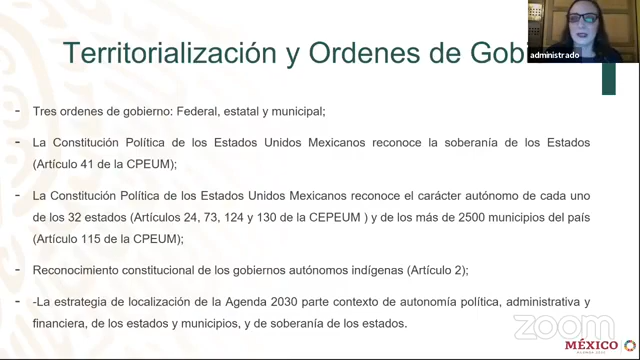 administrado
Territorialización y Ordenes de Gobi
- Tres ordenes de gobierno: Federal, estatal y municipal;
- La Constitución Política de los Estados Unidos Mexicanos reconoce la soberanía de los Estados
(Artículo 41 de la CPEUM);
- La Constitución Política de los Estados Unidos Mexicanos reconoce el carácter autónomo de cada uno
de los 32 estados (Artículos 24, 73, 124 y 130 de la CEPEUM ) y de los más de 2500 municipios del país
(Artículo 115 de la CPEUM);
- Reconocimiento constitucional de los gobiernos autónomos indígenas (Artículo 2);
- -La estrategia de localización de la Agenda 2030 parte contexto de autonomía política, administrativa y
financiera, de los estados y municipios, y de soberanía de los estados.
zoom
MÉXICO
AGENDA 2030